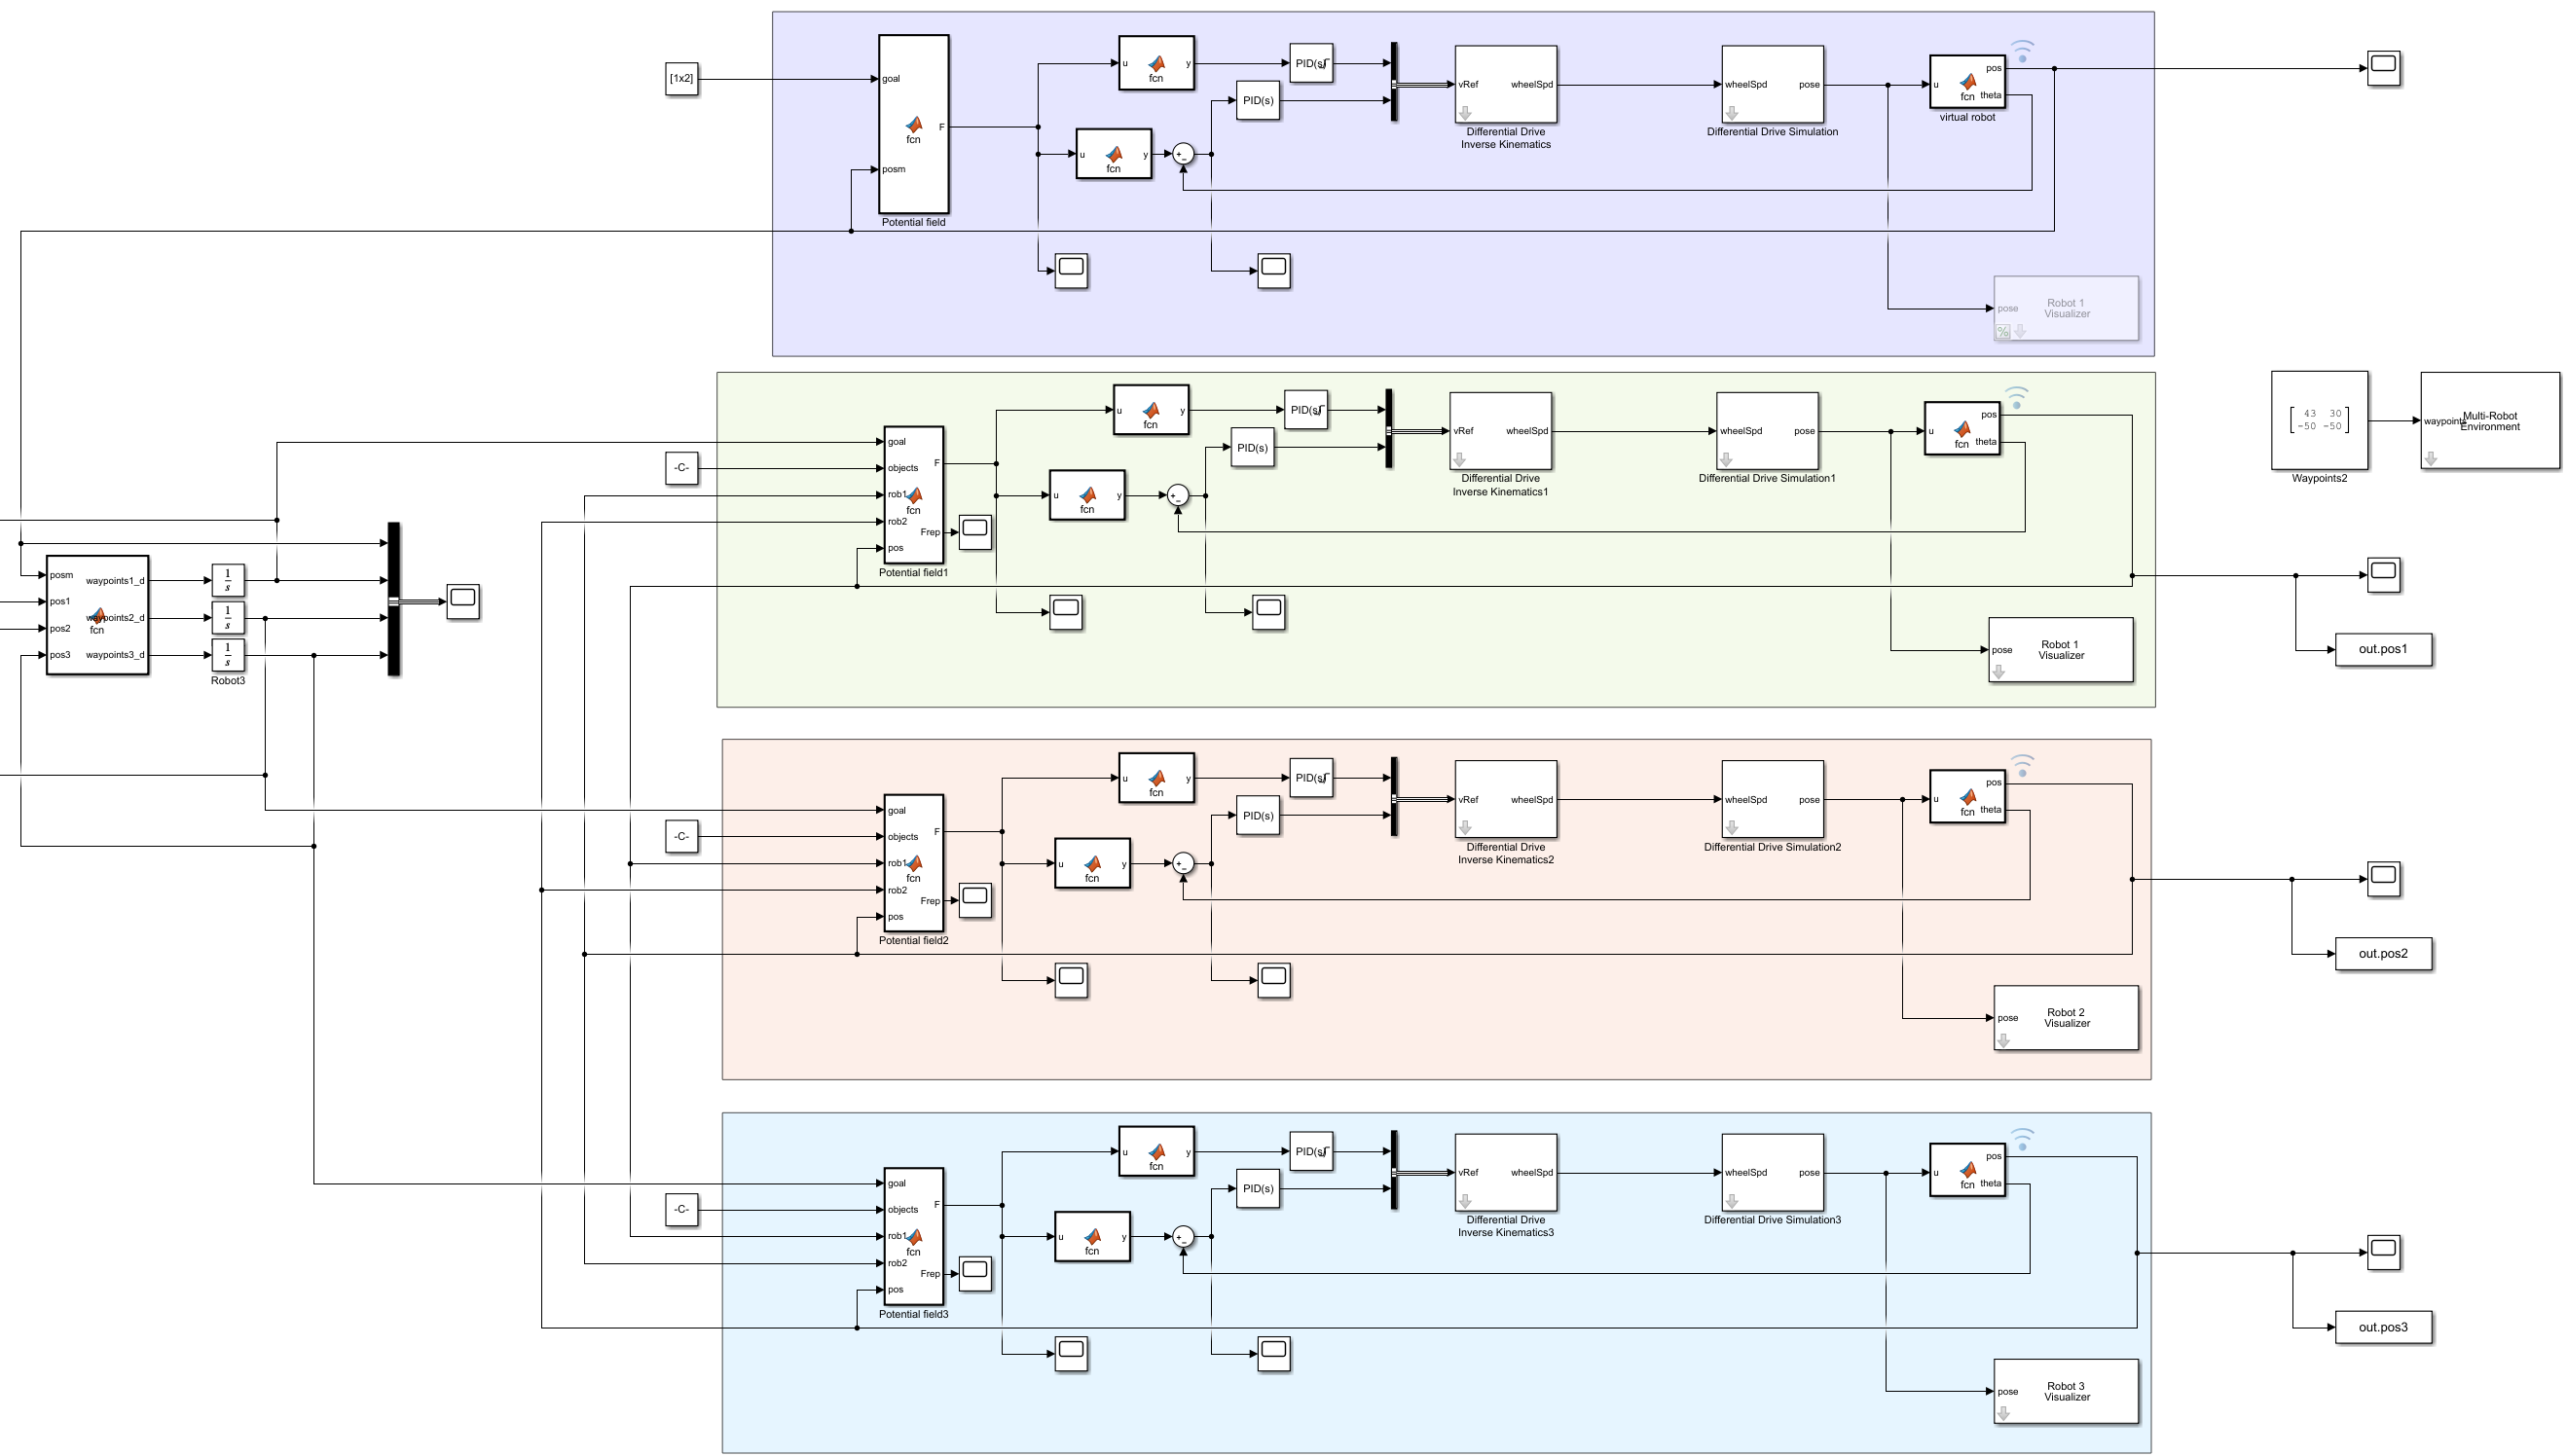 [1x2]
goal
posm
F
fcn
Potential field
u
y
fcn
u
y
fcn
PID(s)
PID(s)
+
−
vRef
wheelSpd
Differential Drive
Inverse Kinematics
wheelSpd
pose
Differential Drive Simulation
u
pos
theta
fcn
virtual robot
pose
Robot 1
Visualizer
%
posm
pos1
pos2
pos3
fcn
waypoints1_d
waypoints2_d
waypoints3_d
1
s
1
s
1
s
Robot3
-C-
goal
objects
rob1
rob2
pos
F
Frep
fcn
Potential field1
u
y
fcn
u
y
fcn
PID(s)
PID(s)
+
−
vRef
wheelSpd
Differential Drive
Inverse Kinematics1
wheelSpd
pose
Differential Drive Simulation1
u
pos
theta
fcn
pose
Robot 1
Visualizer
43 30
−50 −50
Waypoints2
waypoints
Multi-Robot
Environment
out.pos1
-C-
goal
objects
rob1
rob2
pos
F
Frep
fcn
Potential field2
u
y
fcn
u
y
fcn
PID(s)
PID(s)
+
−
vRef
wheelSpd
Differential Drive
Inverse Kinematics2
wheelSpd
pose
Differential Drive Simulation2
u
pos
theta
fcn
pose
Robot 2
Visualizer
out.pos2
-C-
goal
objects
rob1
rob2
pos
F
Frep
fcn
Potential field3
u
y
fcn
u
y
fcn
PID(s)
PID(s)
+
−
vRef
wheelSpd
Differential Drive
Inverse Kinematics3
wheelSpd
pose
Differential Drive Simulation3
u
pos
theta
fcn
pose
Robot 3
Visualizer
out.pos3